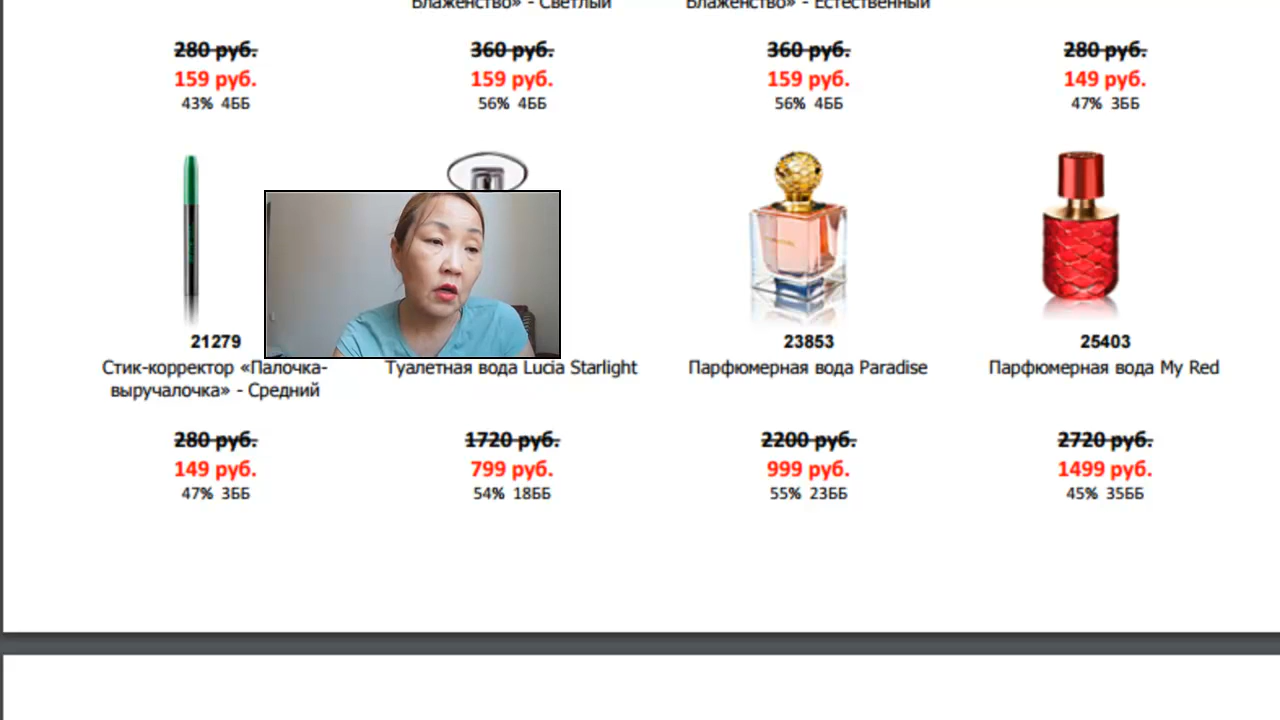 Блаженство» - Светлый
Блаженство» - Естественный
280 руб.
360 руб.
360 руб.
280 руб.
159 руб.
159 руб.
159 руб.
149 руб.
43% 4ББ
56% 4ББ
56% 4ББ
47% 3ББ
21279
23853
25403
Стик-корректор «Палочка-
выручалочка» - Средний
Туалетная вода Lucia Starlight
Парфюмерная вода Paradise
Парфюмерная вода My Red
280 руб.
1720 руб.
2200 руб.
2720 руб.
149 руб.
799 руб.
999 руб.
1499 руб.
47% 3ББ
54% 18ББ
55% 23ББ
45% 35ББ